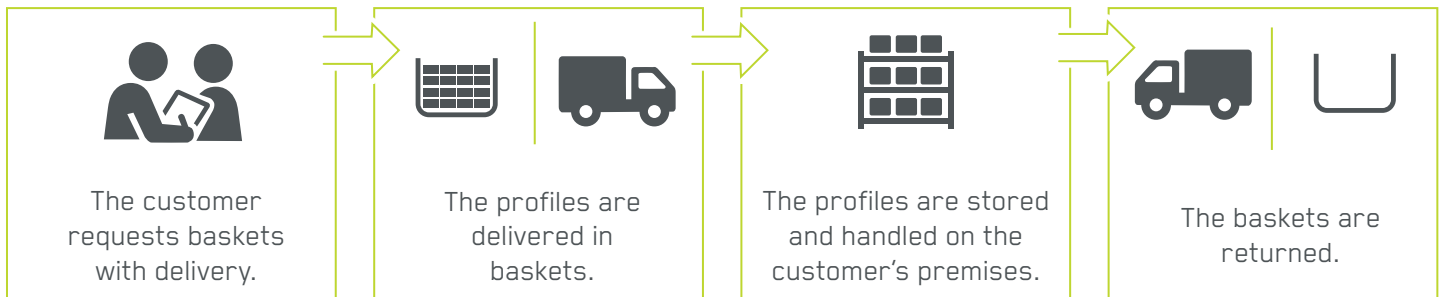 The customer
requests baskets
with delivery.
The profiles are
delivered in
baskets.
The profiles are stored
and handled on the
customer's premises.
The baskets are
returned.